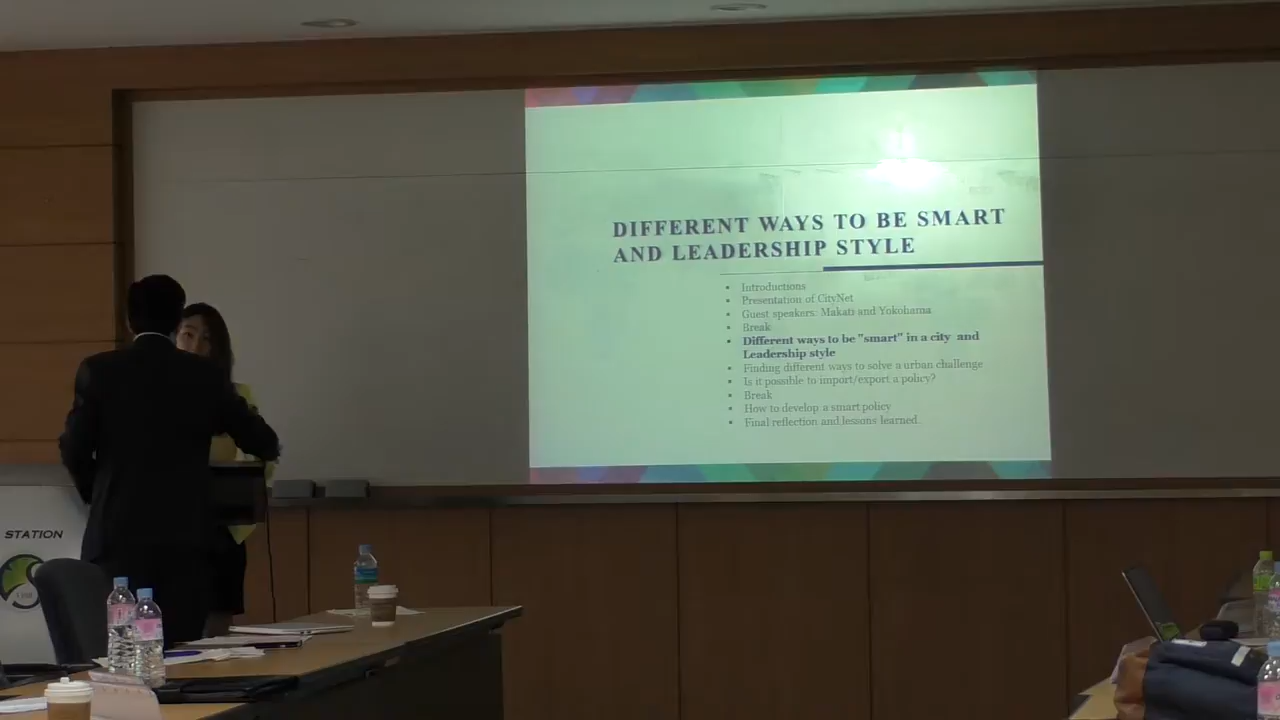 DIFFERENT WAYS TO BE SMART
AND LEADERSHIP STYLE
▪ Introductions
▪ Presentation of CityNet
▪ Guest speakers: Makati and Yokohama
▪ Break
▪ Different ways to be "smart" in a city and
Leadership style
▪ Finding different ways to solve a urban challenge
▪ Is it possible to import/export a policy?
▪ Break
▪ How to develop a smart policy
▪ Final reflection and lessons learned.
STATION